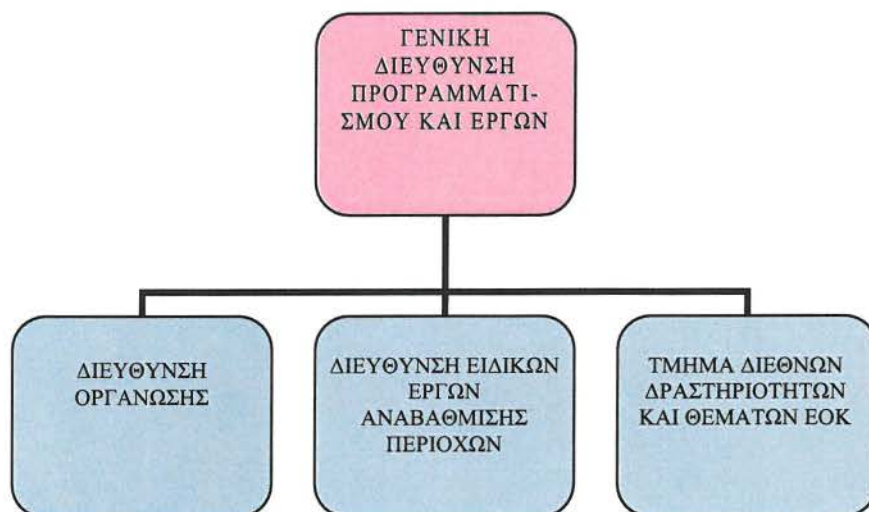 ΓΕΝΙΚΗ
ΔΙΕΥΘΥΝΣΗ
ΠΡΟΓΡΑΜΜΑΤΙ-
ΣΜΟΥ ΚΑΙ ΕΡΓΩΝ
ΔΙΕΥΘΥΝΣΗ
ΟΡΓΑΝΩΣΗΣ
ΔΙΕΥΘΥΝΣΗ ΕΙΔΙΚΩΝ
ΕΡΓΩΝ
ΑΝΑΒΑΘΜΙΣΗΣ
ΠΕΡΙΟΧΩΝ
ΤΜΗΜΑ ΔΙΕΘΝΩΝ
ΔΡΑΣΤΗΡΙΟΤΗΤΩΝ
ΚΑΙ ΘΕΜΑΤΩΝ ΕΟΚ